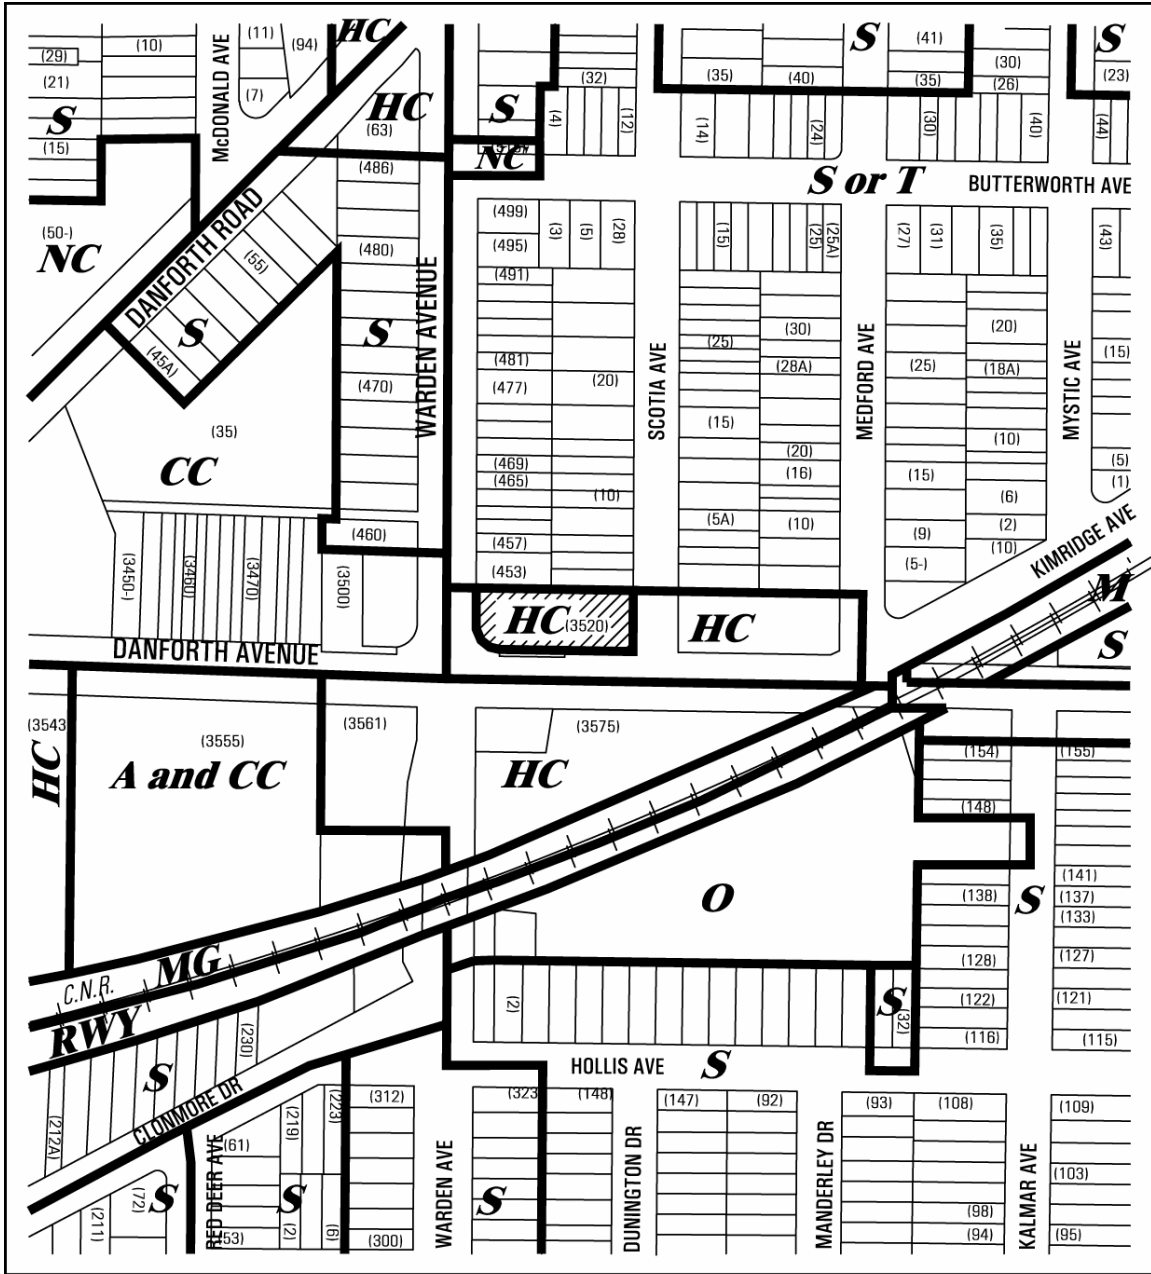 (29)
(21)
S
(15)
(10)
McDONALD AVE
(11)
(94)
(7)
HC
HC
(63)
S
(4)
(32)
(12)
(35)
(40)
S
(41)
(35)
(30)
(26)
S
(23)
(14)
(24)
(30)
(40)
(44)
NC
S or T
BUTTERWORTH AVE
(50-)
NC
DANFORTH ROAD
(55)
S
(45A)
(486)
(480)
S
(470)
(460)
WARDEN AVENUE
(499)
(495)
(491)
(481)
(477)
(469)
(465)
(457)
(453)
(3)
(5)
(28)
(20)
(10)
SCOTIA AVE
(15)
(25)
(25A)
(25)
(30)
(28A)
(15)
(20)
(16)
(5A)
(10)
MEDFORD AVE
(27)
(31)
(35)
(20)
(25)
(18A)
(10)
(15)
(6)
(9)
(2)
(5-)
(10)
MYSTIC AVE
(43)
(15)
(5)
(1)
KIMRIDGE AVE
M
S
(35)
CC
(3450-)
(3460)
(3470)
(3500)
HC
(3520)
HC
DANFORTH AVENUE
(3543
HC
(3555)
A and CC
(3561)
(3575)
HC
(154)
(155)
(148)
O
(141)
(138)
S
(137)
(133)
(128)
(127)
(122)
(121)
(116)
(115)
C.N.R.
MG
RWY
(2)
S
(32)
HOLLIS AVE
S
(230)
S
(212A)
CLONMORE DR
(61)
RED DEER AVE
(53)
(72)
S
(211)
(219)
(223)
S
(2)
(6)
(312)
(300)
WARDEN AVE
(323)
S
(148)
DUNINGTON DR
(147)
(92)
MANDERLEY DR
(93)
(108)
(98)
(94)
KALMAR AVE
(109)
(103)
(95)